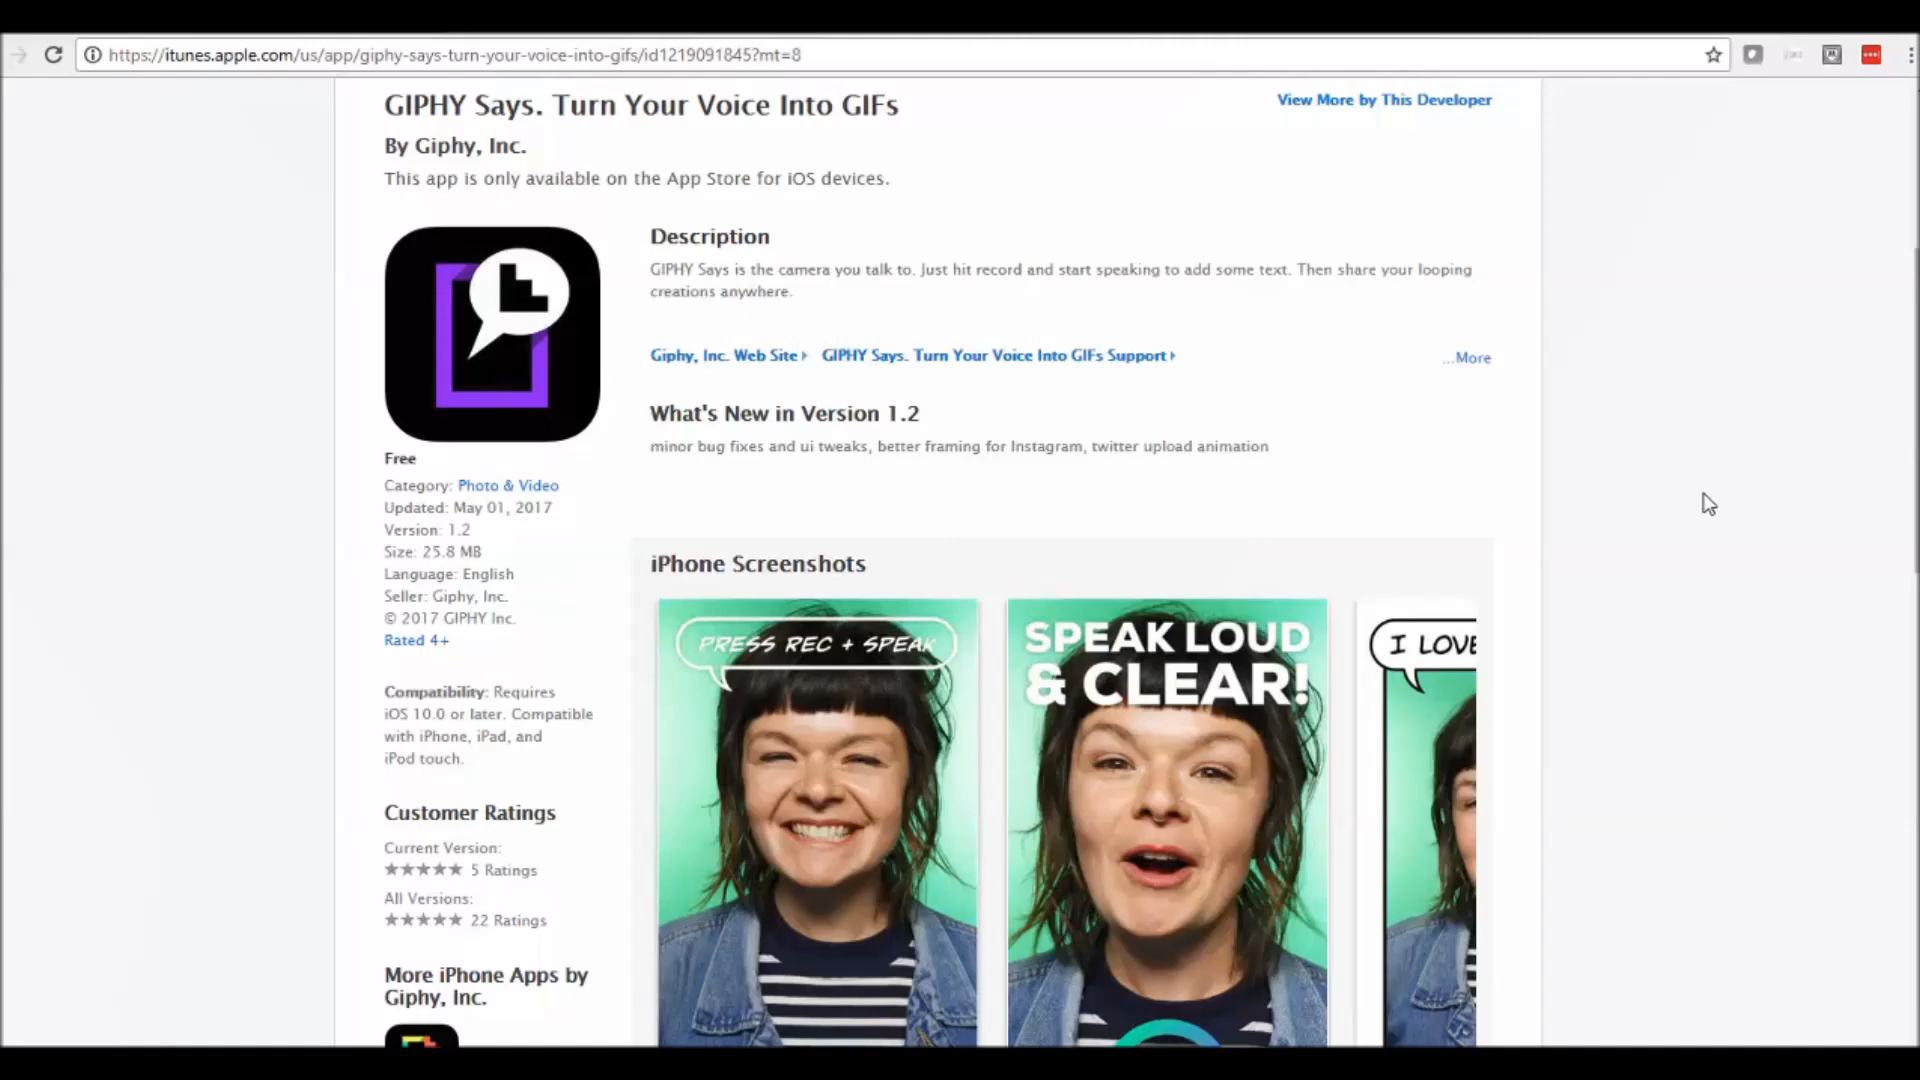 https://itunes.apple.com/us/app/giphy-says-turn-your-voice-into-gifs/id1219091845?mt=8
GIPHY Says. Turn Your Voice Into GIFs
View More by This Developer
By Giphy, Inc.
This app is only available on the App Store for iOS devices.
Description
GIPHY Says is the camera you talk to. Just hit record and start speaking to add some text. Then share your looping
creations anywhere.
Giphy, Inc. Web Site
GIPHY Says. Turn Your Voice Into GIFs Support
...More
What's New in Version 1.2
minor bug fixes and ui tweaks, better framing for Instagram, twitter upload animation
Free
Category: Photo & Video
Updated: May 01, 2017
Version: 1.2
Size: 25.8 MB
Language: English
Seller: Giphy, Inc.
© 2017 GIPHY Inc.
Rated 4+
Compatibility: Requires
iOS 10.0 or later. Compatible
with iPhone, iPad, and
iPod touch.
Customer Ratings
Current Version:
★★★★★ 5 Ratings
All Versions:
★★★★★ 22 Ratings
More iPhone Apps by
Giphy, Inc.
iPhone Screenshots
PRESS REC + SPEAK
SPEAK LOUD
& CLEAR!
I LOVE